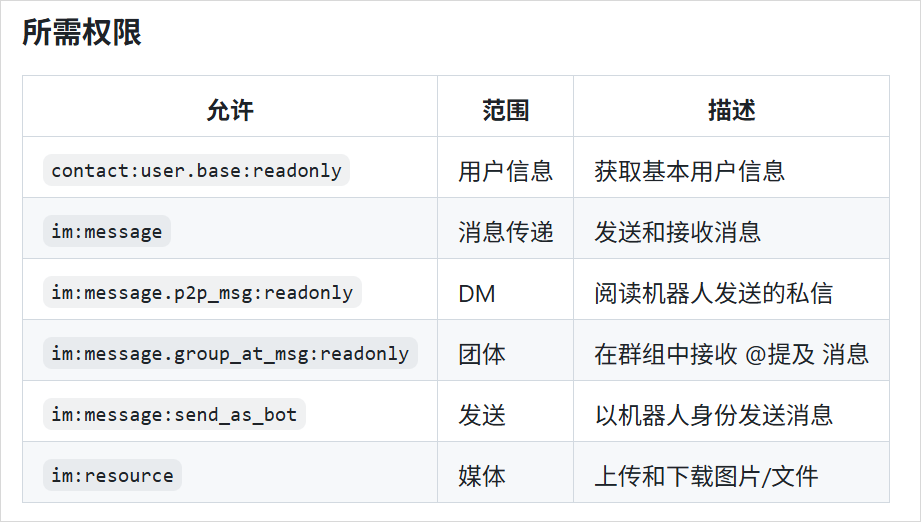 所需权限
允许 范围 描述
contact:user.base:readonly 用户信息 获取基本用户信息
im:message 消息传递 发送和接收消息
im:message.p2p_msg:readonly DM 阅读机器人发送的私信
im:message.group_at_msg:readonly 团体 在群组中接收 @提及 消息
im:message:send_as_bot 发送 以机器人身份发送消息
im:resource 媒体 上传和下载图片/文件